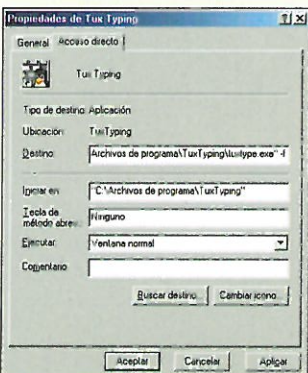 Propiedades de Tux Typing
General Acceso directo
Tux Typing
Tipo de destino: Aplicación
Ubicación: TuxTyping
Destino: Archivos de programa\TuxTyping\tuxtype.exe" -l
Iniciar en: "C:\Archivos de programa\TuxTyping"
Tecla de
método abrev.: Ninguno
Ejecutar: Ventana normal
Comentario:
Buscar destino... Cambiar icono...
Aceptar Cancelar Aplicar